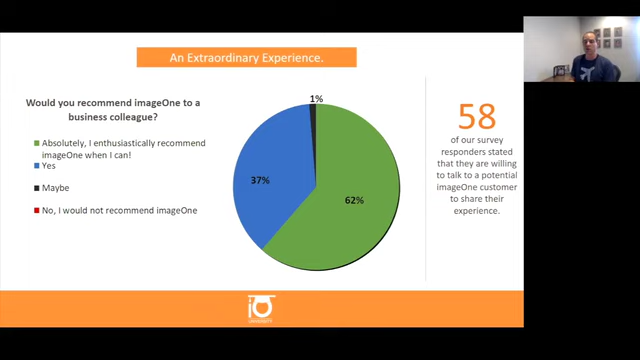 An Extraordinary Experience.
Would you recommend imageOne to a
business colleague?
Absolutely, I enthusiastically recommend
imageOne when I can!
Yes
Maybe
No, I would not recommend imageOne
1%
37%
62%
58
of our survey
responders stated
that they are willing
to talk to a potential
imageOne customer
to share their
experience.
iO
UNIVERSITY